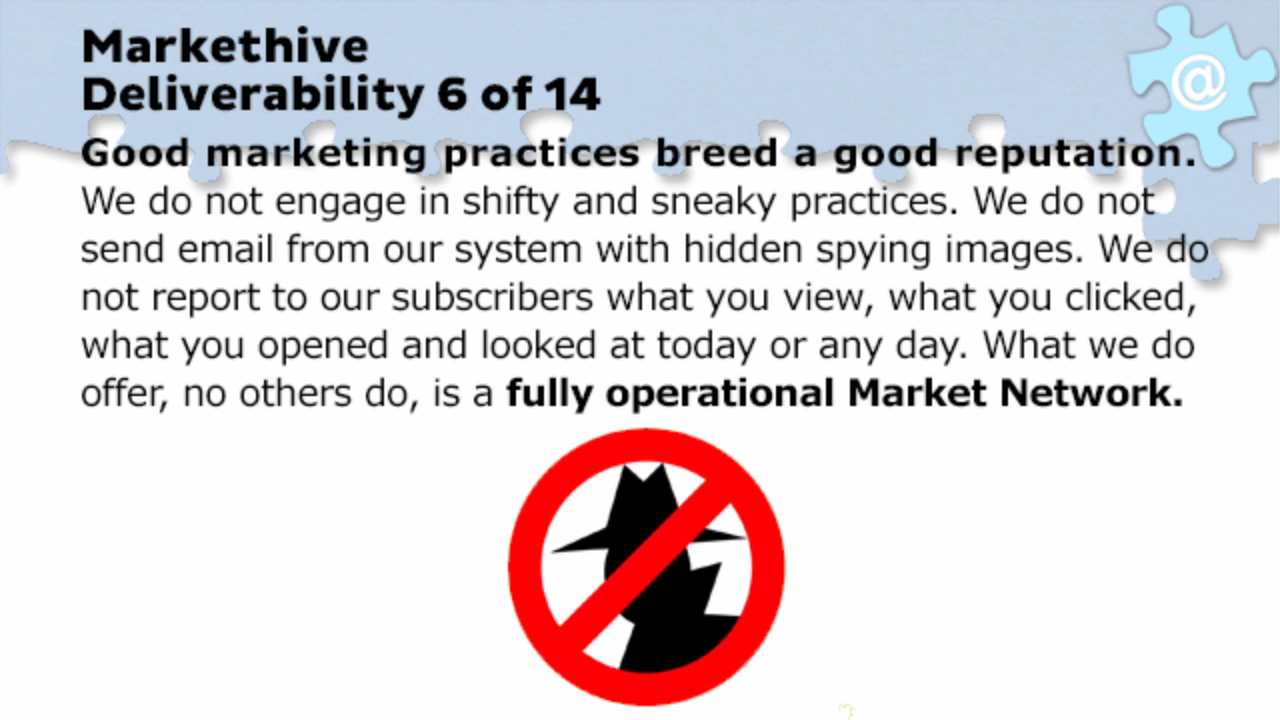 Markethive
Deliverability 6 of 14
@
Good marketing practices breed a good reputation.
We do not engage in shifty and sneaky practices. We do not
send email from our system with hidden spying images. We do
not report to our subscribers what you view, what you clicked,
what you opened and looked at today or any day. What we do
offer, no others do, is a fully operational Market Network.